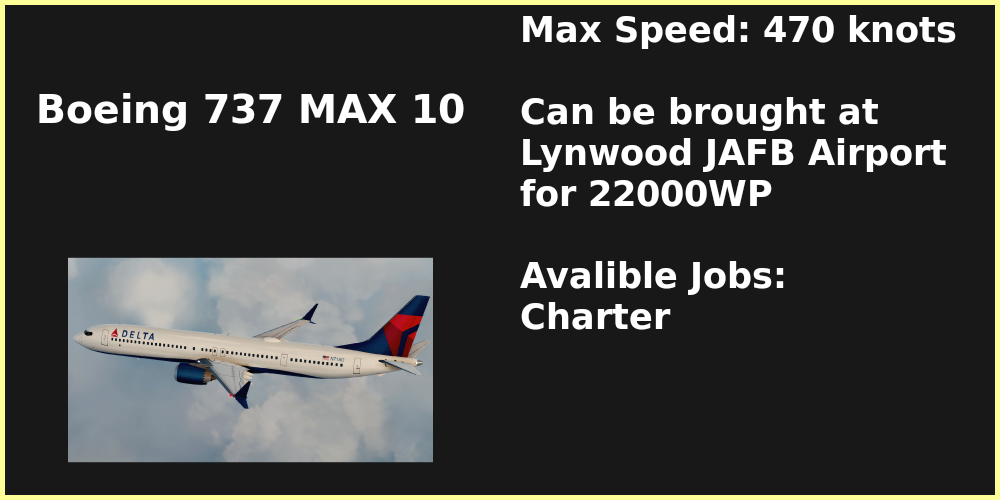 Max Speed: 470 knots
Boeing 737 MAX 10
Can be brought at
Lynwood JAFB Airport
for 22000WP
Avalible Jobs:
Charter
DELTA